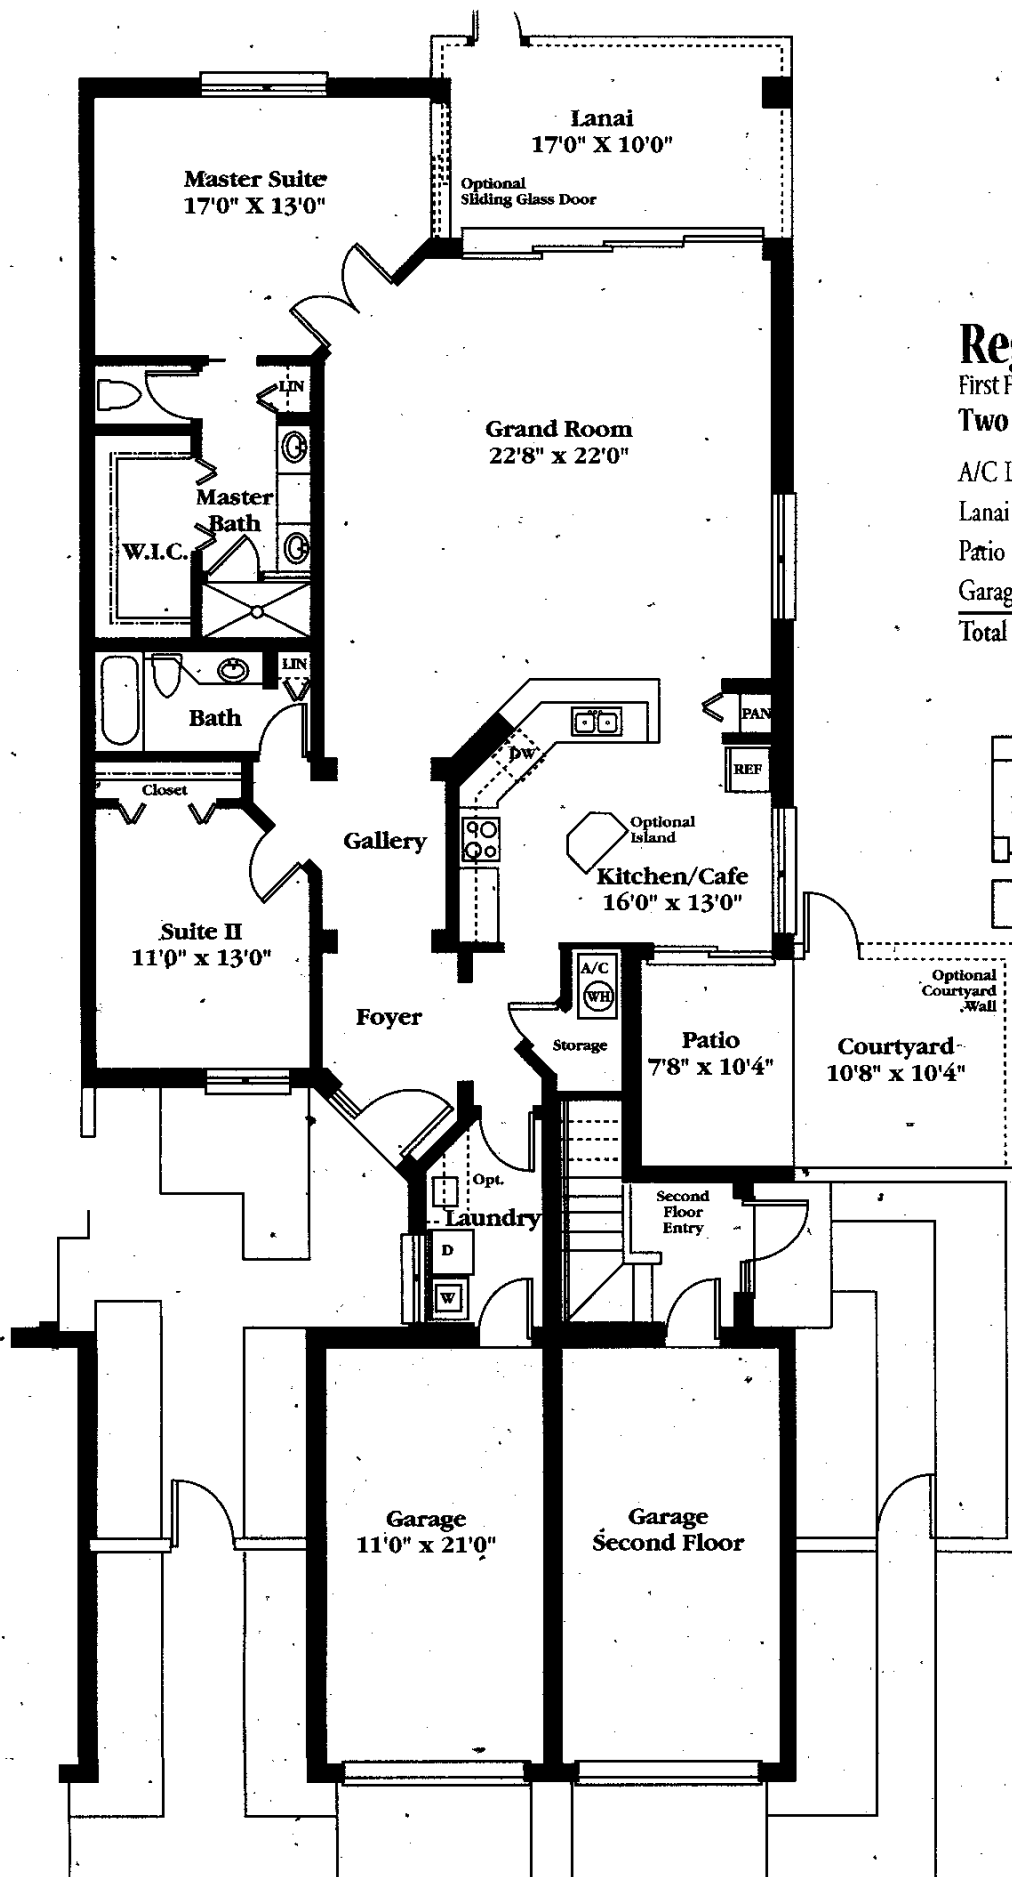 Lanai
17'0" X 10'0"
Optional
Sliding Glass Door
Master Suite
17'0" X 13'0"
LIN
Grand Room
22'8" x 22'0"
Master
Bath
W.I.C.
First
Two
A/C
Lanai
Patio
Total
LIN
Bath
PAN
DW
REF
Closet
Optional
Island
Gallery
Kitchen/Cafe
16'0" x 13'0"
Suite II
11'0" x 13'0"
A/C
WH
Optional
Courtyard
Wall
Foyer
Storage
Patio
7'8" x 10'4"
Courtyard
10'8" x 10'4"
Opt.
Laundry
Second
Floor
Entry
D
W
Garage
11'0" x 21'0"
Garage
Second Floor